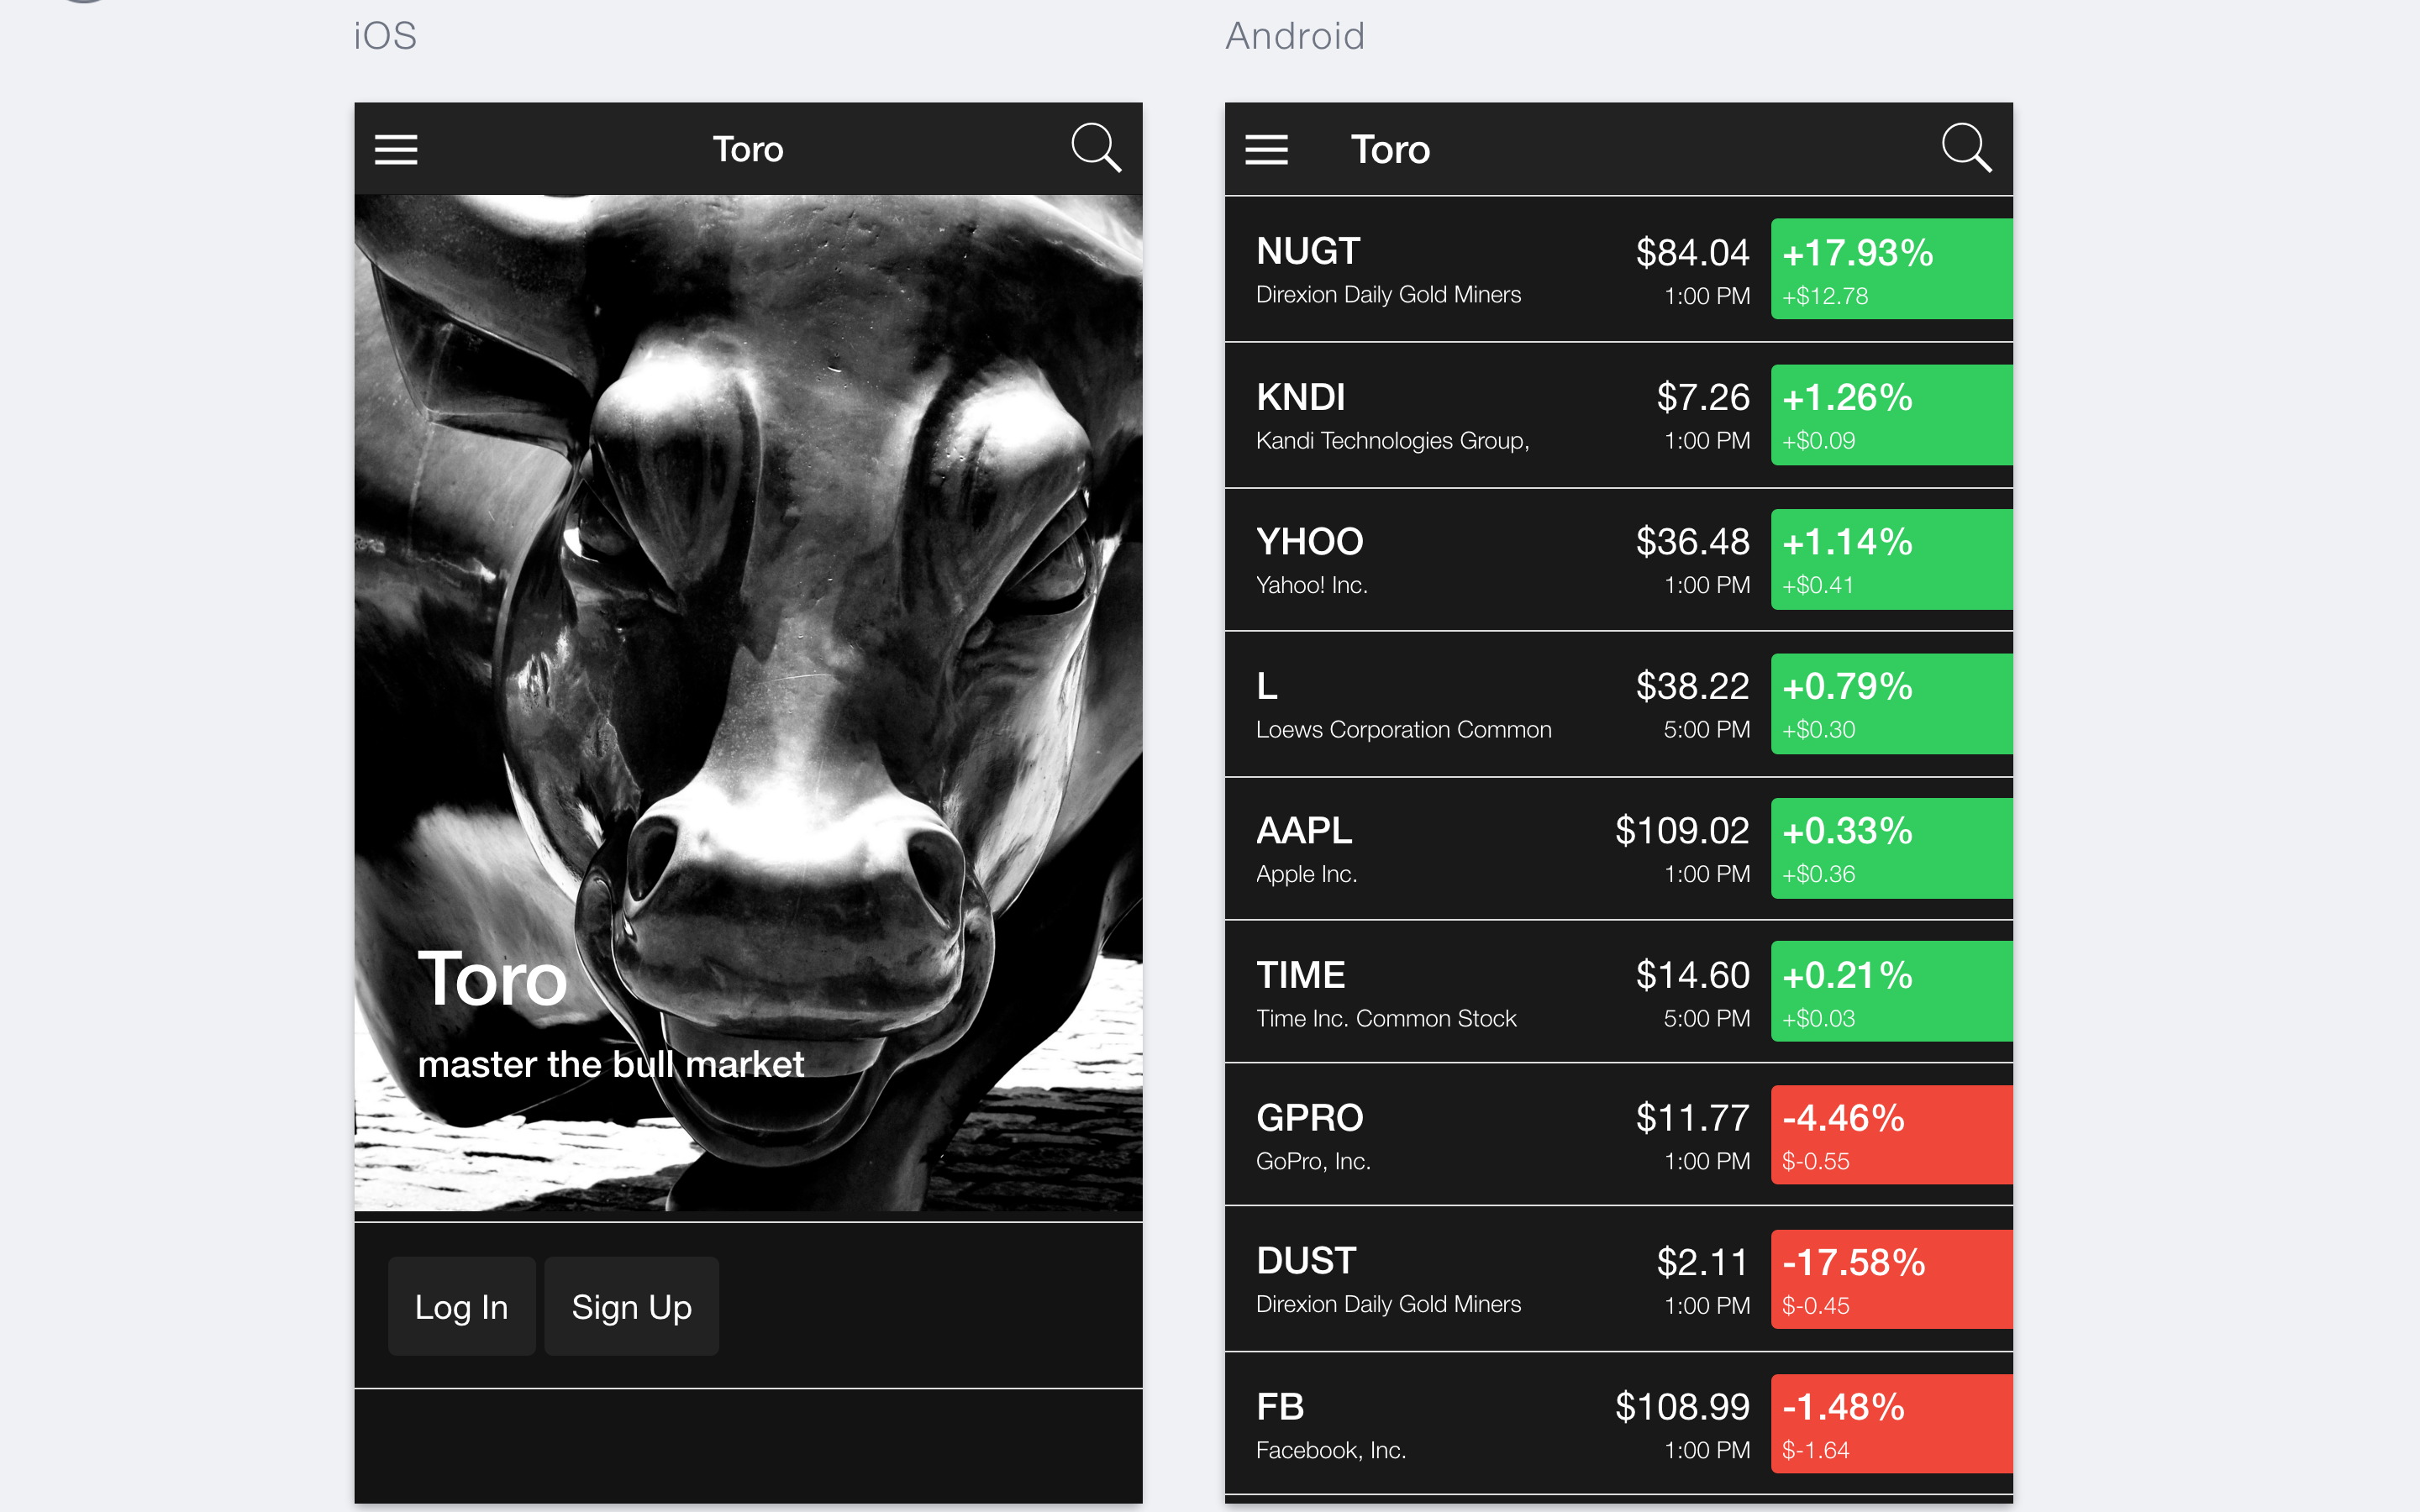 iOS
Toro
Toro
master the bull market
Log In
Sign Up
Android
Toro
NUGT
$84.04
+17.93%
Direxion Daily Gold Miners
1:00 PM
+$12.78
KNDI
$7.26
+1.26%
Kandi Technologies Group,
1:00 PM
+$0.09
YHOO
$36.48
+1.14%
Yahoo! Inc.
1:00 PM
+$0.41
L
$38.22
+0.79%
Loews Corporation Common
5:00 PM
+$0.30
AAPL
$109.02
+0.33%
Apple Inc.
1:00 PM
+$0.36
TIME
$14.60
+0.21%
Time Inc. Common Stock
5:00 PM
+$0.03
GPRO
$11.77
-4.46%
GoPro, Inc.
1:00 PM
$-0.55
DUST
$2.11
-17.58%
Direxion Daily Gold Miners
1:00 PM
$-0.45
FB
$108.99
-1.48%
Facebook, Inc.
1:00 PM
$-1.64